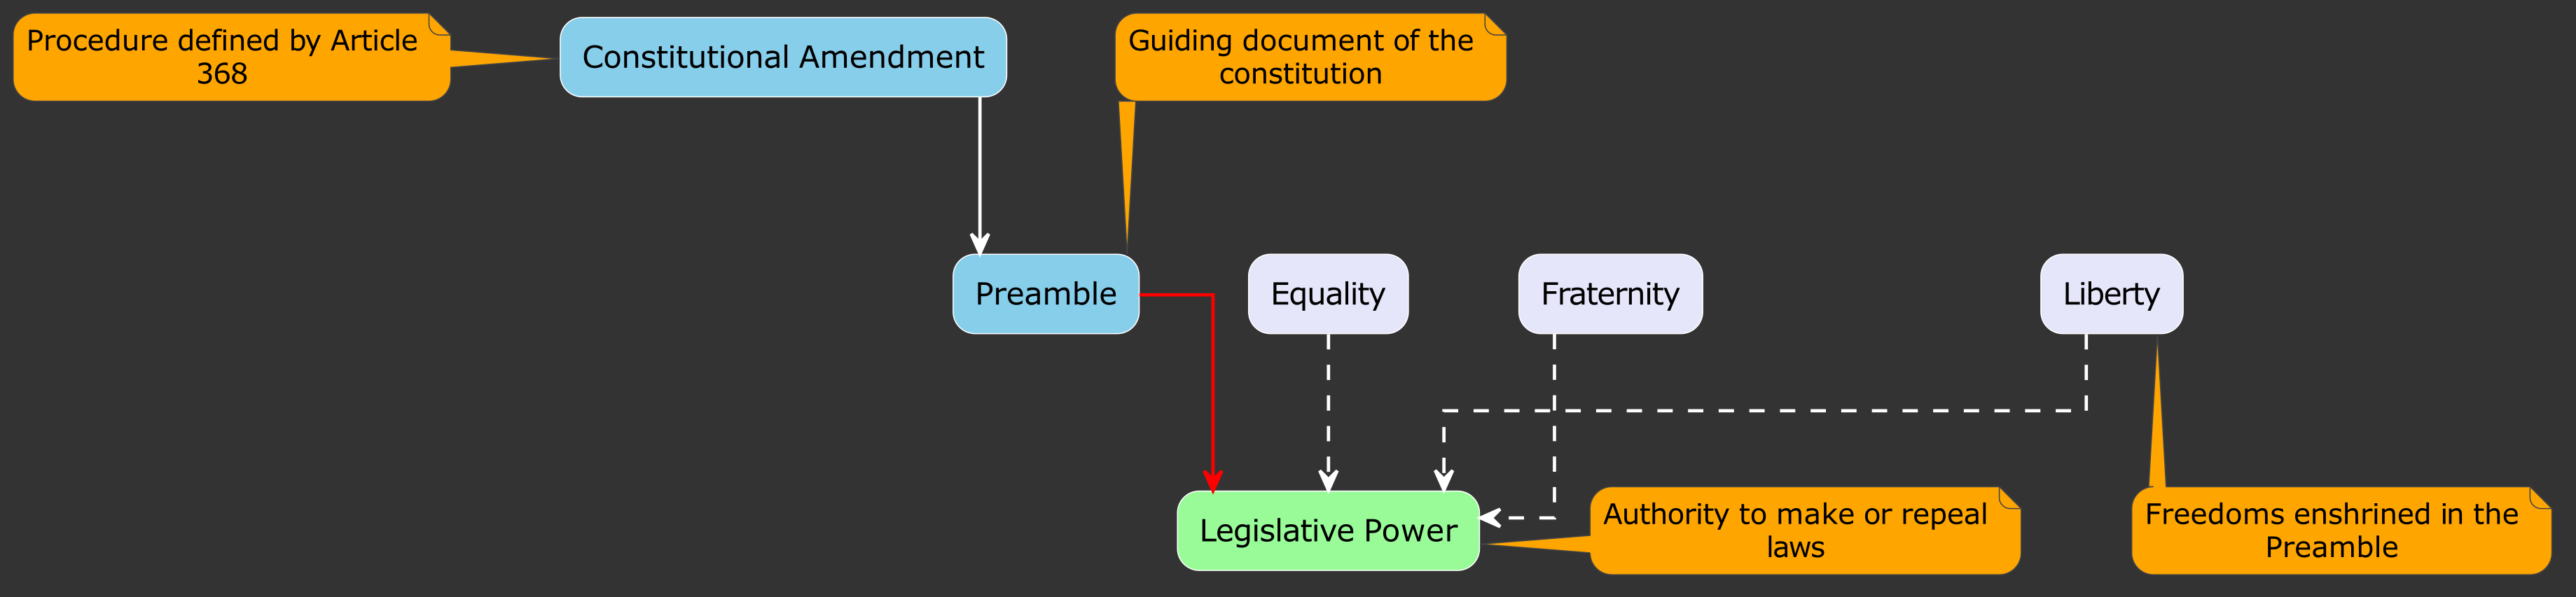 Procedure defined by Article
368
Constitutional Amendment
Guiding document of the
constitution
Preamble
Equality
Fraternity
Liberty
Legislative Power
Authority to make or repeal
laws
Freedoms enshrined in the
Preamble